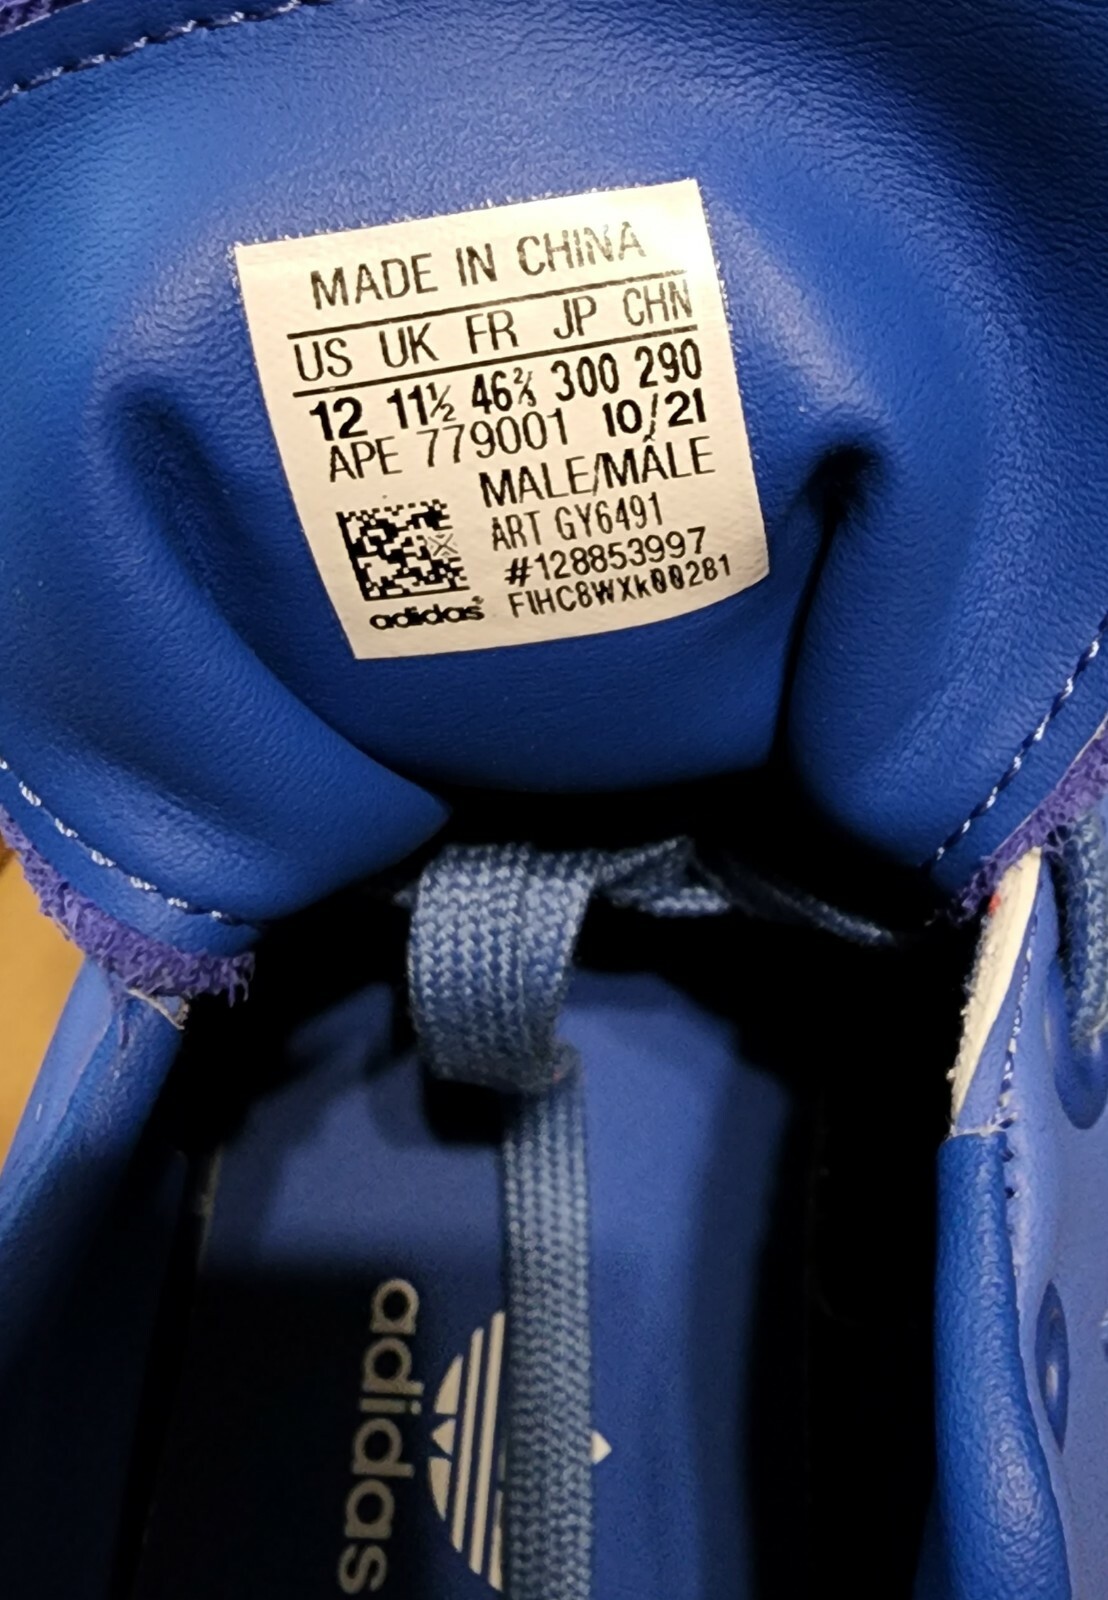 MADE IN CHINA
US UK FR JP CHN
12 11½ 46⅔ 300 290
APE 779001 10/21
MALE/MÂLE
ART GY6491
#128853997
adidas FIHC8WXk00281
adidas